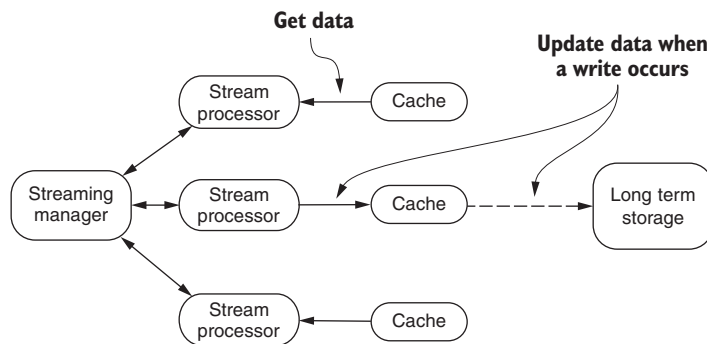 Get data
Update data when
a write occurs
Stream
processor
Cache
Streaming
manager
Stream
processor
Cache
Long term
storage
Stream
processor
Cache